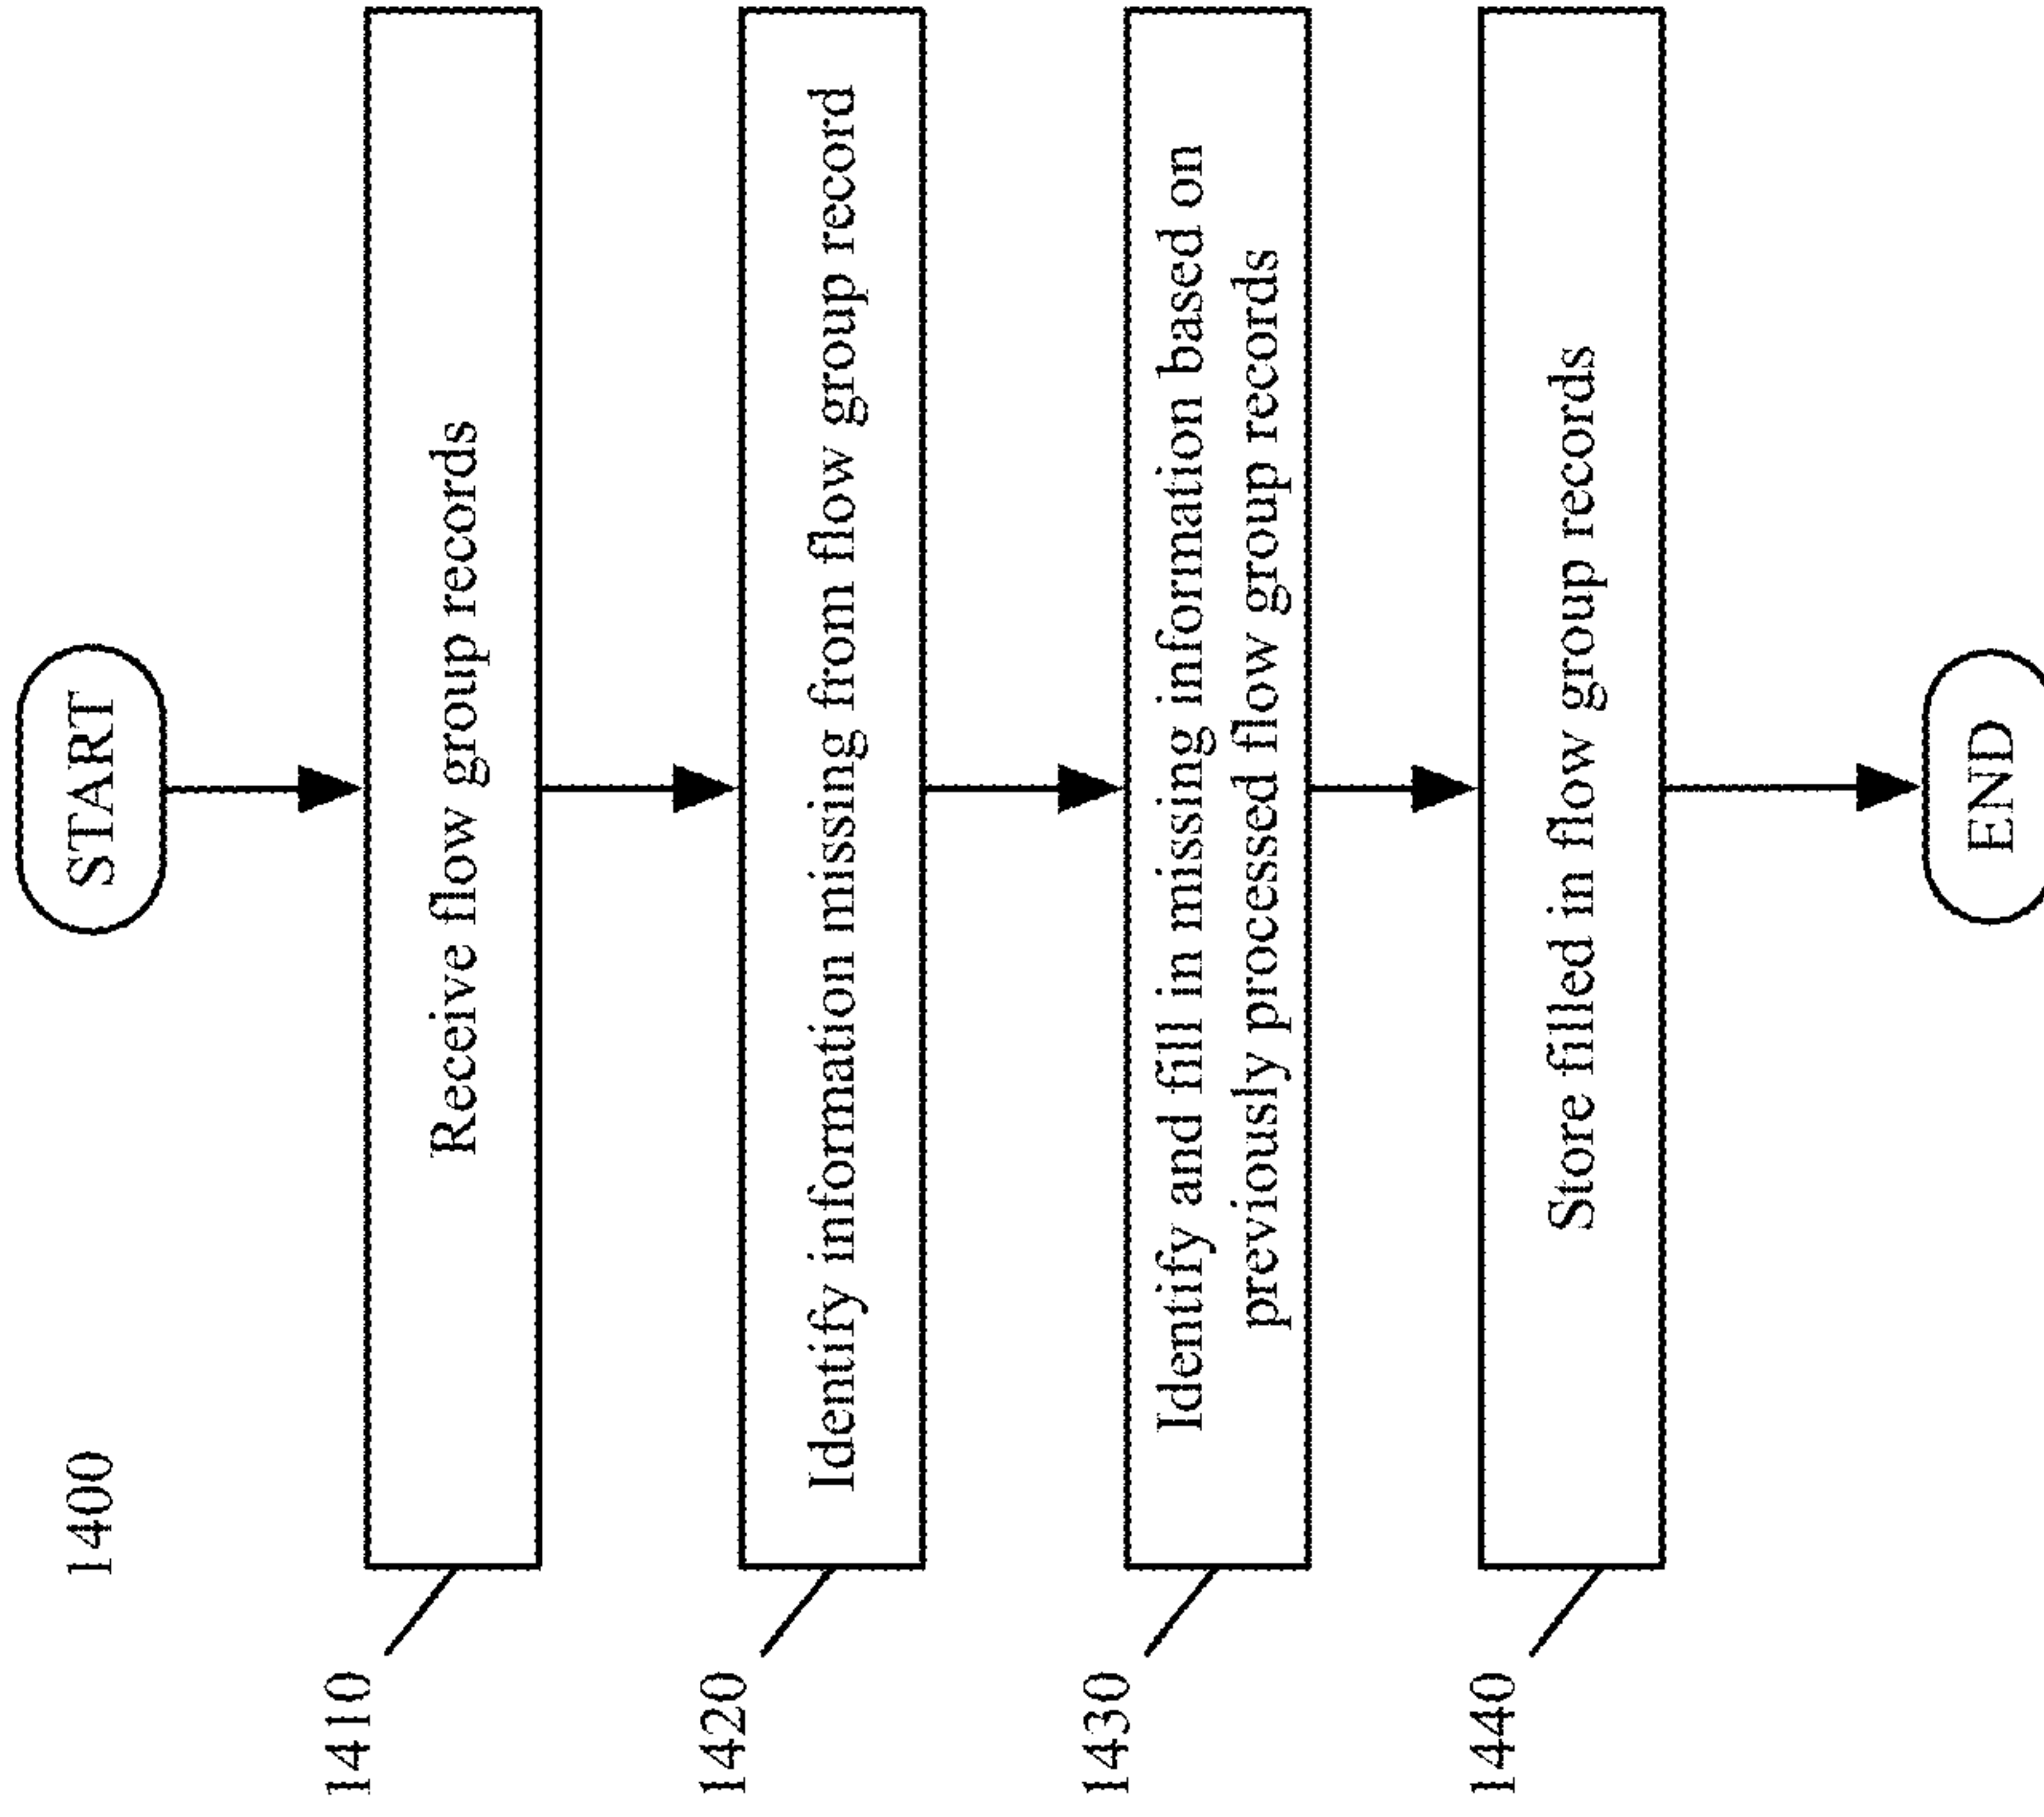 1400
START
1410
Receive flow group records
1420
Identify information missing from flow group record
1430
Identify and fill in missing information based on
previously processed flow group records
1440
Store filled in flow group records
END